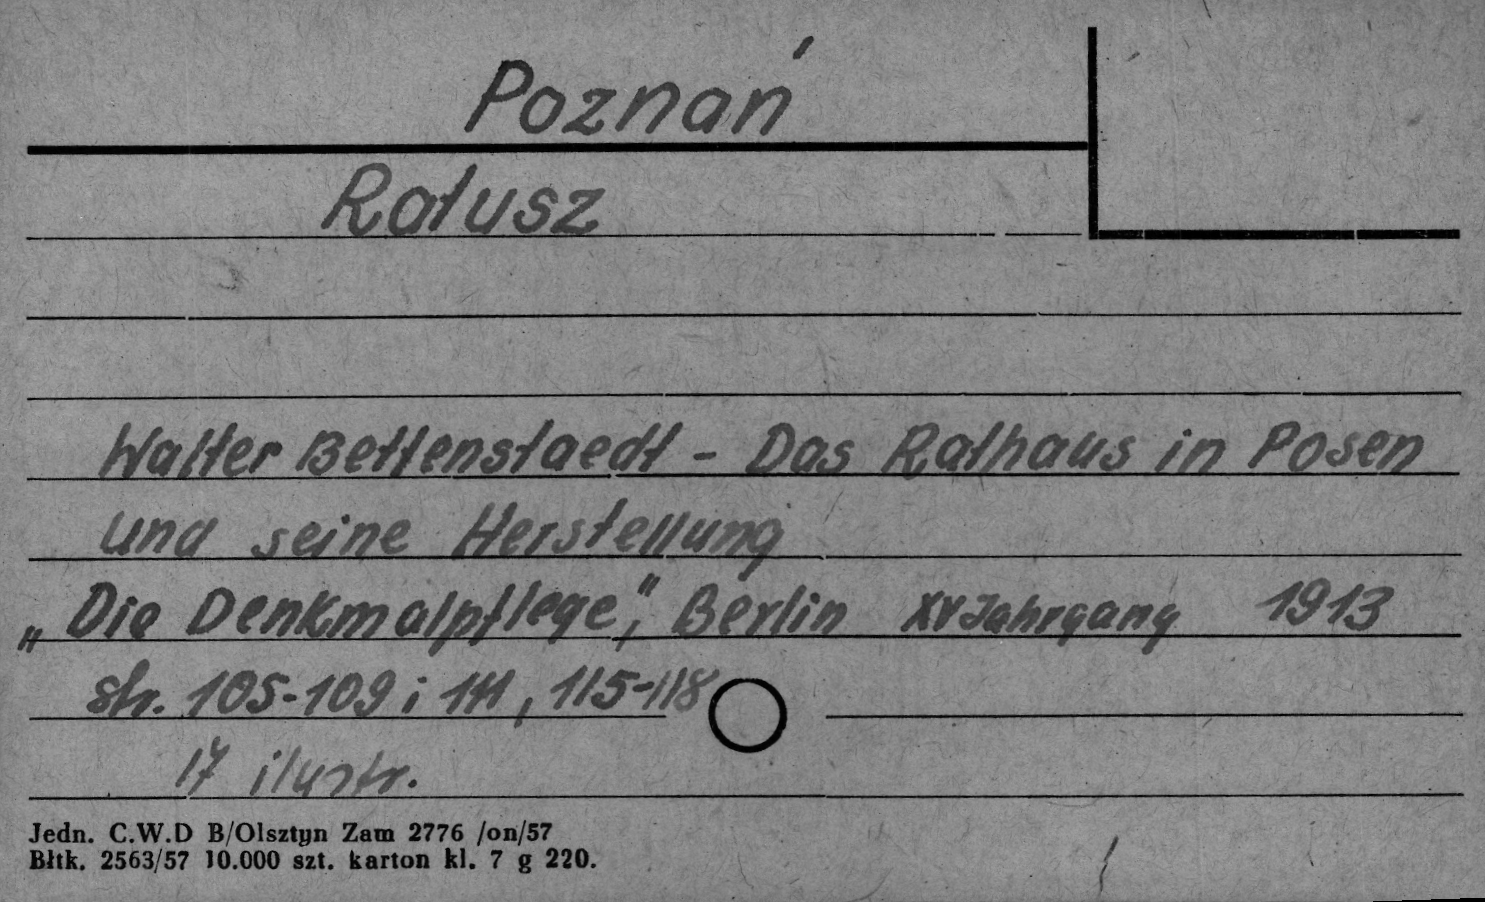 Poznań
Ratusz
Walter Bettenstaedt - Das Rathaus in Posen
und seine Herstellung
„Die Denkmalpflege", Berlin XV Jahrgang 1913
str. 105-109 i 111, 115-118
17 ilustr.
Jedn. C.W.D B/Olsztyn Zam 2776 /on/57
Bltk. 2563/57 10.000 szt. karton kl. 7 g 220.